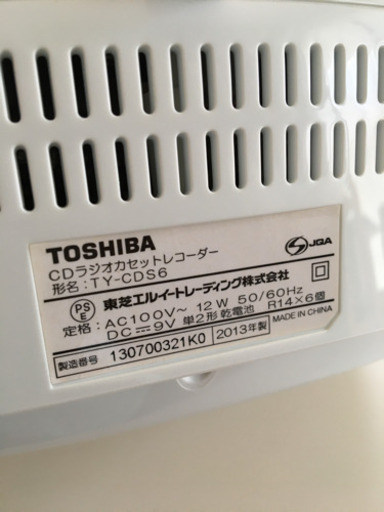 TOSHIBA
CDラジオカセットレコーダー
形名：TY-CDS6
JGA
PS
E
東芝エルイートレーディング株式会社
定格：AC100V～ 12W 50/60Hz
DC⎓9V 単2形乾電池 R14×6個
製造番号 130700321K0 2013年製 MADE IN CHINA